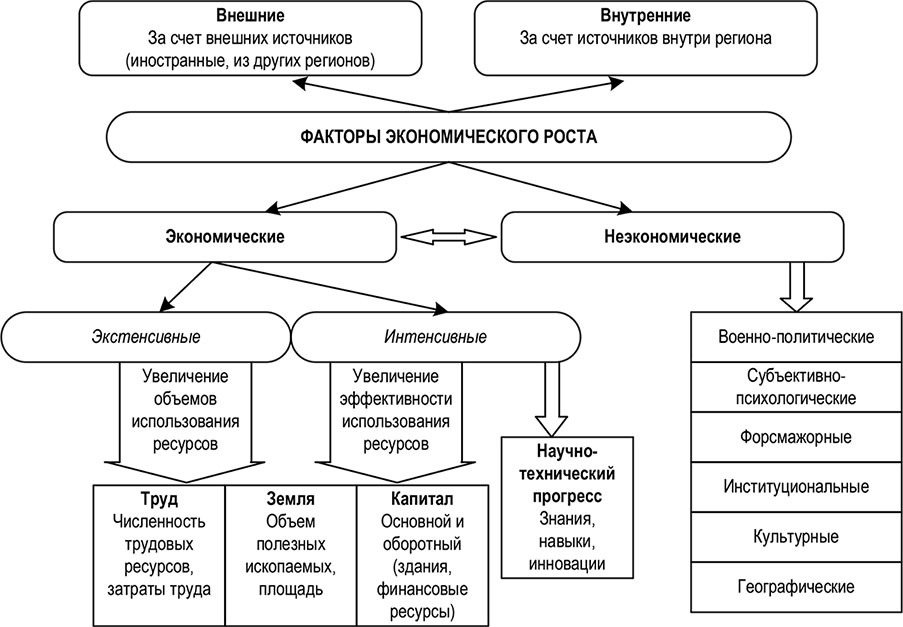 Внешние
За счет внешних источников
(иностранные, из других регионов)
Внутренние
За счет источников внутри региона
ФАКТОРЫ ЭКОНОМИЧЕСКОГО РОСТА
Экономические
Неэкономические
Экстенсивные
Интенсивные
Увеличение
объемов
использования
ресурсов
Увеличение
эффективности
использования
ресурсов
Труд
Численность
трудовых
ресурсов,
затраты труда
Земля
Объем
полезных
ископаемых,
площадь
Капитал
Основной и
оборотный
(здания,
финансовые
ресурсы)
Научно-
технический
прогресс
Знания,
навыки,
инновации
Военно-политические
Субъективно-
психологические
Форсмажорные
Институциональные
Культурные
Географические